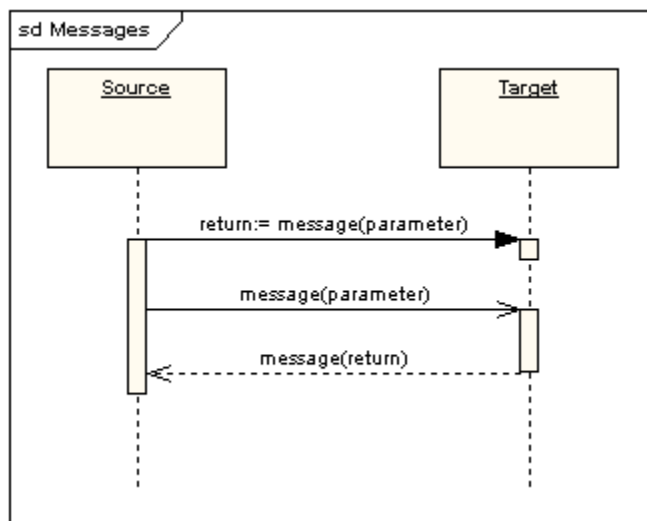 sd Messages
Source
Target
return:= message(parameter)
message(parameter)
message(return)